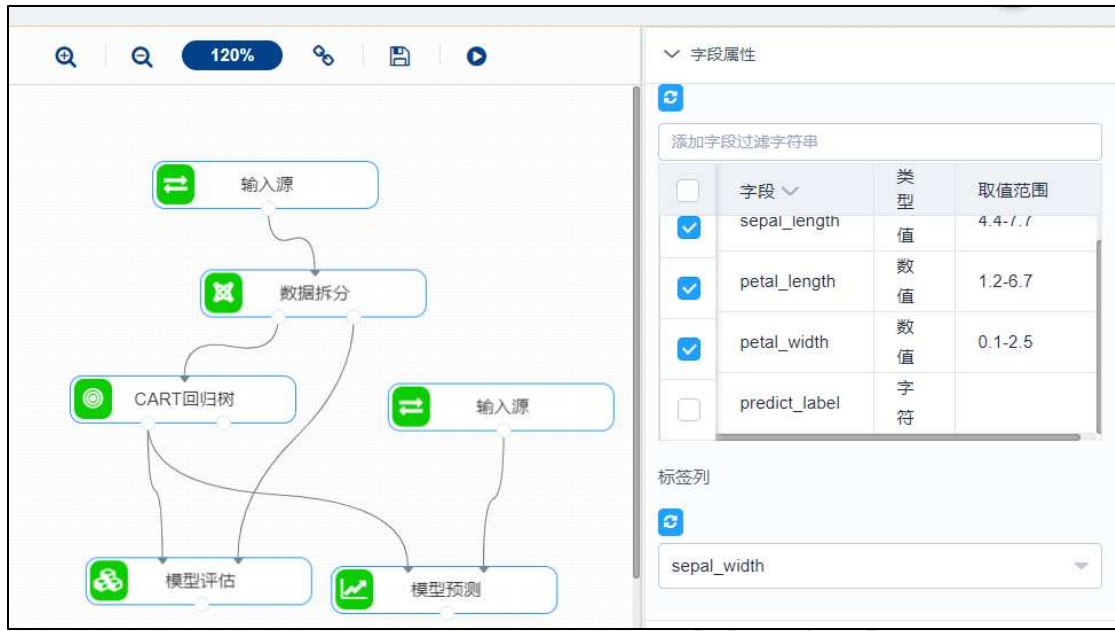 120%
输入源
数据拆分
CART回归树
输入源
模型评估
模型预测
字段属性
添加字段过滤字符串
字段 类型 取值范围
sepal_length 值 4.4-7.7
petal_length 数值 1.2-6.7
petal_width 数值 0.1-2.5
predict_label 字符
标签列
sepal_width